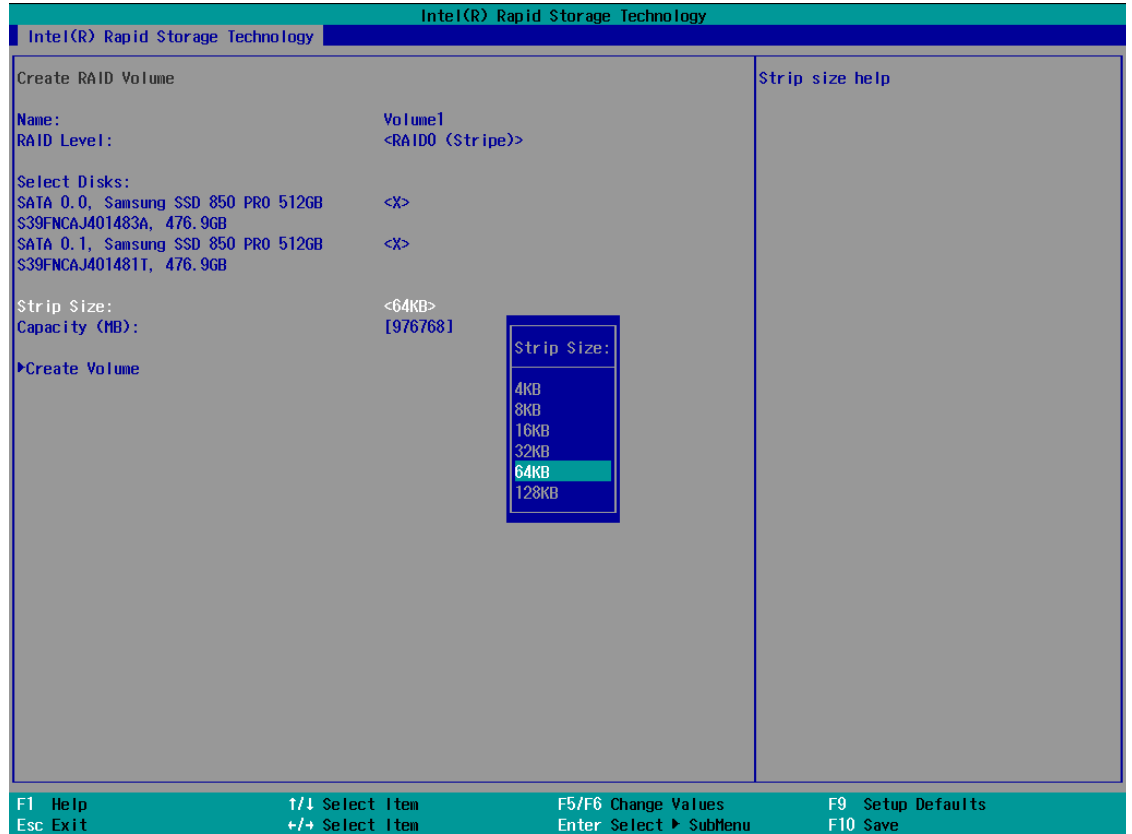 Intel(R) Rapid Storage Technology
Intel(R) Rapid Storage Technology
Create RAID Volume
Strip size help
Name: Volume1
RAID Level: <RAID0 (Stripe)>
Select Disks:
SATA 0.0, Samsung SSD 850 PRO 512GB <X>
S39FNCAJ401483A, 476.9GB
SATA 0.1, Samsung SSD 850 PRO 512GB <X>
S39FNCAJ401481T, 476.9GB
Strip Size: <64KB>
Capacity (MB): [976768]
▶Create Volume
Strip Size:
4KB
8KB
16KB
32KB
64KB
128KB
F1 Help ↑/↓ Select Item F5/F6 Change Values F9 Setup Defaults
Esc Exit ←/→ Select Item Enter Select ▶ SubMenu F10 Save